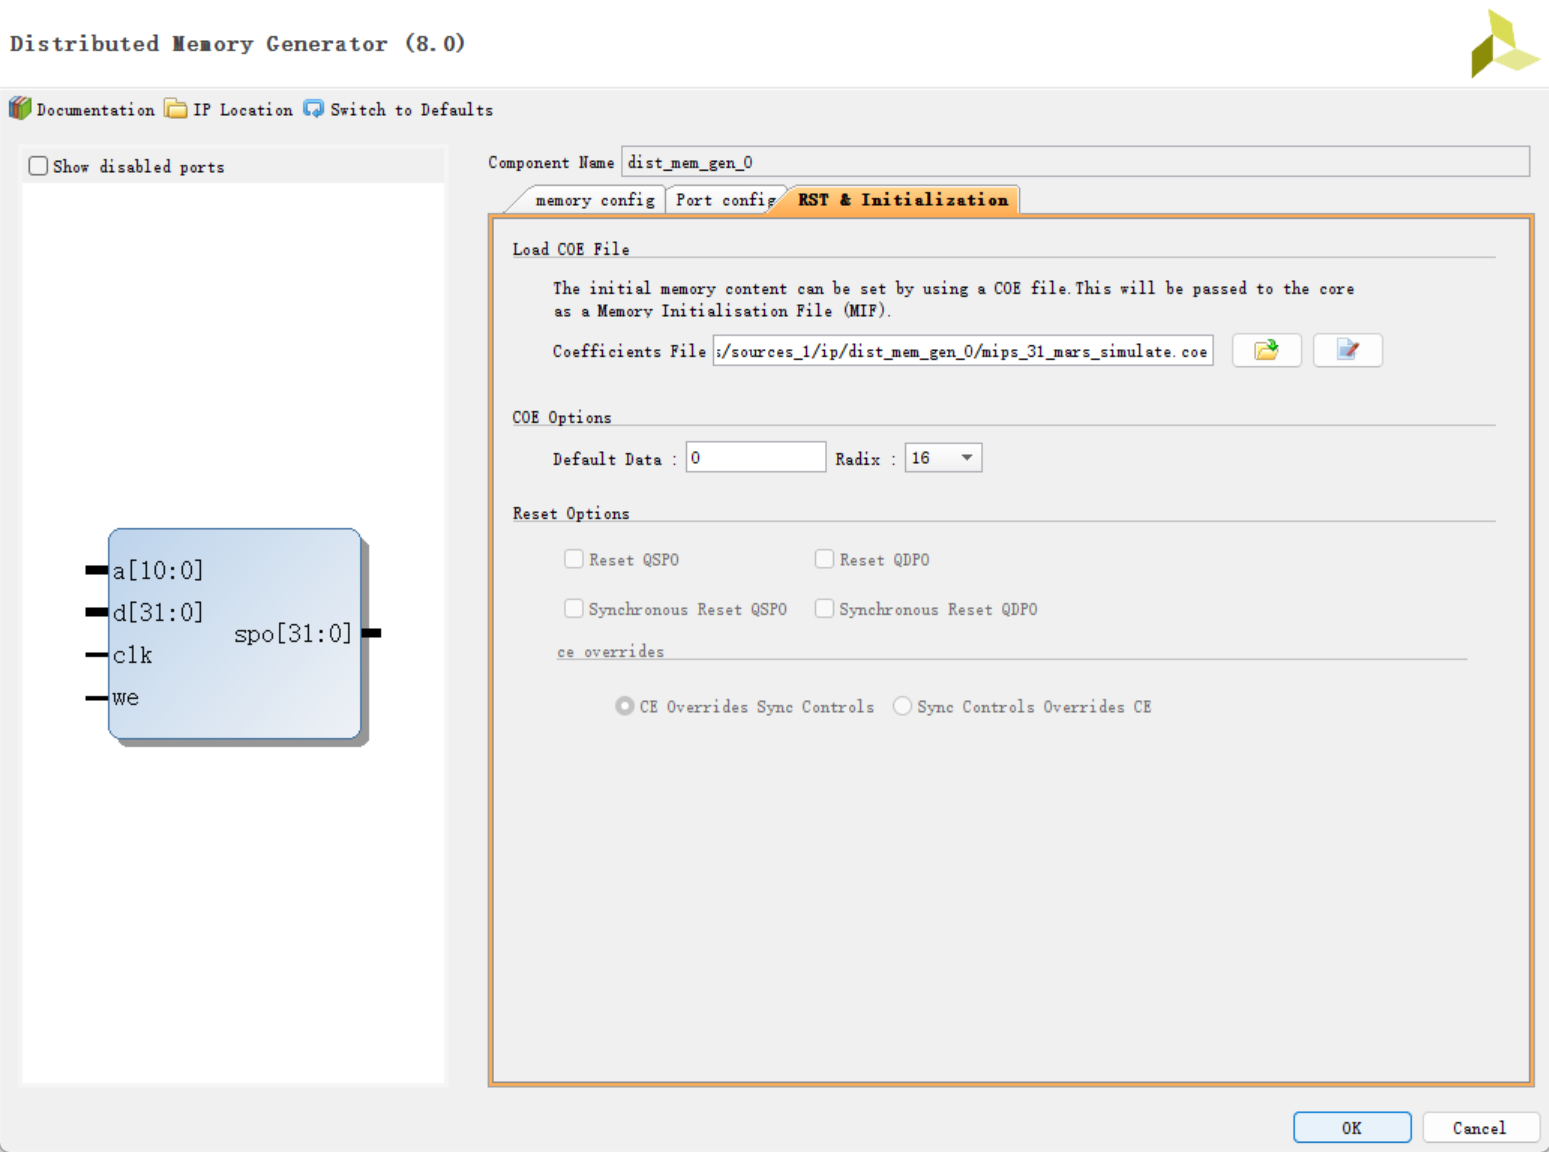 Distributed Memory Generator (8.0)
Documentation IP Location Switch to Defaults
Show disabled ports
a[10:0]
d[31:0]
clk
we
spo[31:0]
Component Name dist_mem_gen_0
memory config Port config RST & Initialization
Load COE File
The initial memory content can be set by using a COE file.This will be passed to the core
as a Memory Initialisation File (MIF).
Coefficients File s/sources_1/ip/dist_mem_gen_0/mips_31_mars_simulate.coe
COE Options
Default Data : 0 Radix : 16
Reset Options
Reset QSPO Reset QDPO
Synchronous Reset QSPO Synchronous Reset QDPO
ce overrides
CE Overrides Sync Controls Sync Controls Overrides CE
OK Cancel